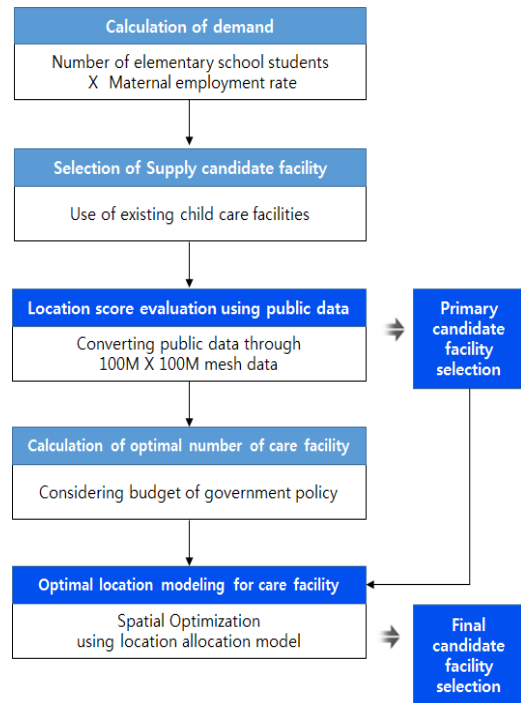 Calculation of demand
Number of elementary school students
X Maternal employment rate
Selection of Supply candidate facility
Use of existing child care facilities
Location score evaluation using public data
Converting public data through
100M X 100M mesh data
Primary
candidate
facility
selection
Calculation of optimal number of care facility
Considering budget of government policy
Optimal location modeling for care facility
Spatial Optimization
using location allocation model
Final
candidate
facility
selection